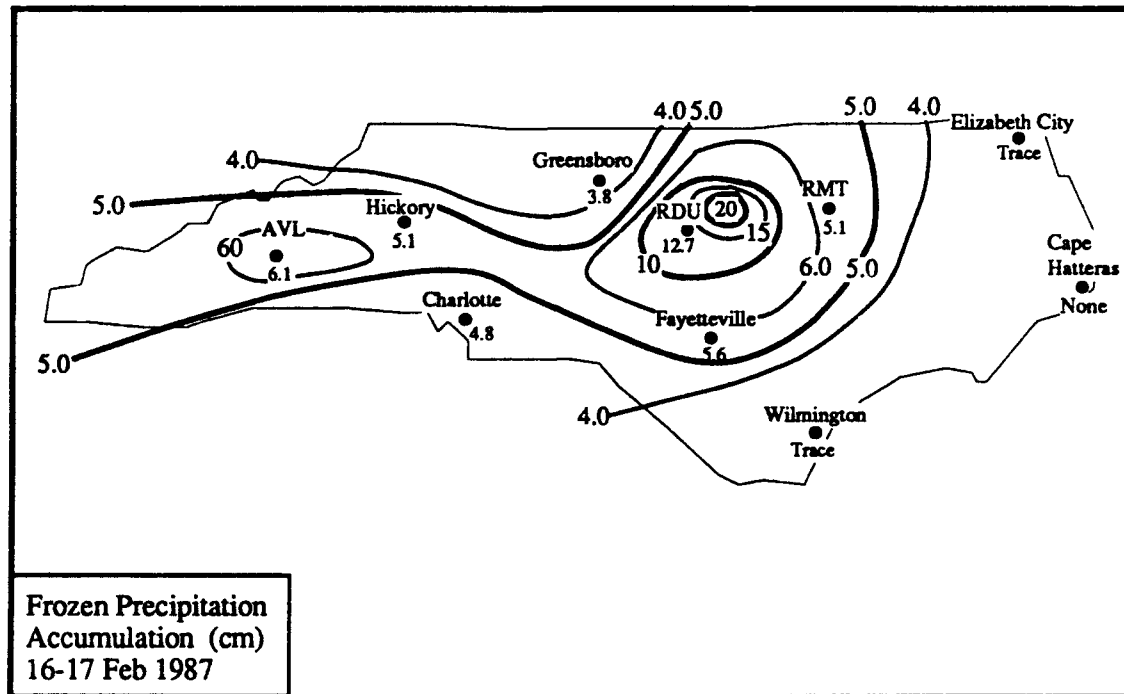 4.0 5.0
5.0
4.0
Elizabeth City
Trace
4.0
Greensboro
3.8
5.0
Hickory
5.1
RMT
5.1
RDU
12.7
20
15
10
6.0
5.0
AVL
60
6.1
Cape
Hatteras
None
Charlotte
4.8
Fayetteville
5.6
5.0
4.0
Wilmington
Trace
Frozen Precipitation
Accumulation (cm)
16-17 Feb 1987